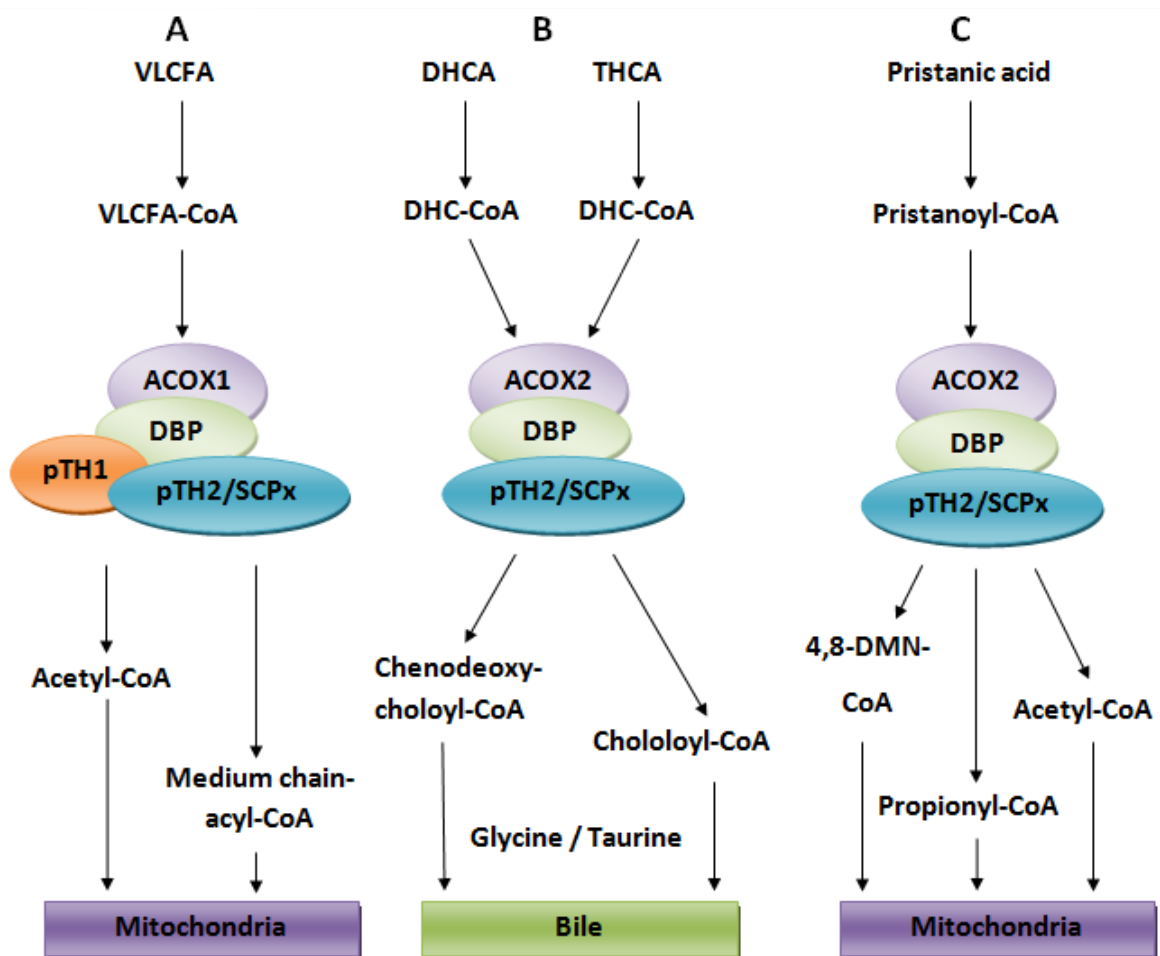 A
VLCFA
VLCFA-CoA
ACOX1
DBP
pTH1
pTH2/SCPx
Acetyl-CoA
Medium chain-
acyl-CoA
Mitochondria
B
DHCA
THCA
DHC-CoA
DHC-CoA
ACOX2
DBP
pTH2/SCPx
Chenodeoxy-
choloyl-CoA
Chololoyl-CoA
Glycine / Taurine
Bile
C
Pristanic acid
Pristanoyl-CoA
ACOX2
DBP
pTH2/SCPx
4,8-DMN-
CoA
Acetyl-CoA
Propionyl-CoA
Mitochondria